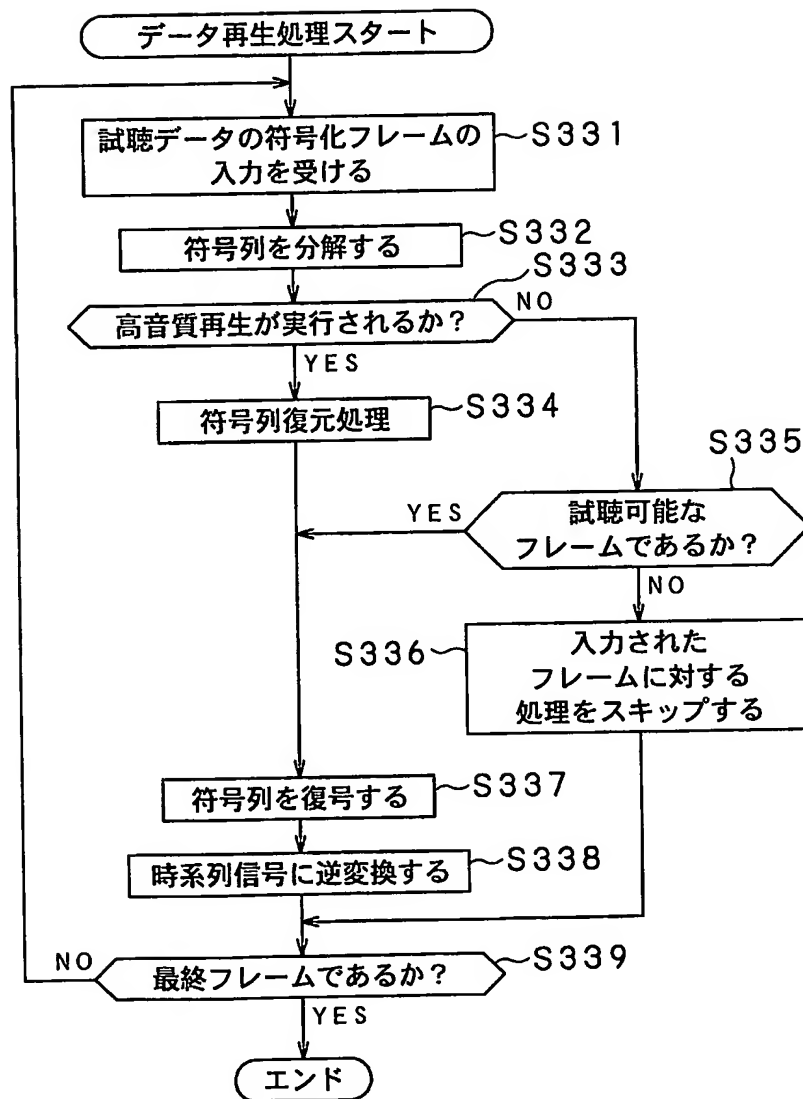 データ再生処理スタート
試聴データの符号化フレームの
入力を受ける
S331
符号列を分解する
S332
高音質再生が実行されるか?
S333
NO
YES
符号列復元処理
S334
S335
試聴可能な
フレームであるか?
YES
NO
S336
入力された
フレームに対する
処理をスキップする
符号列を復号する
S337
時系列信号に逆変換する
S338
最終フレームであるか?
S339
NO
YES
エンド